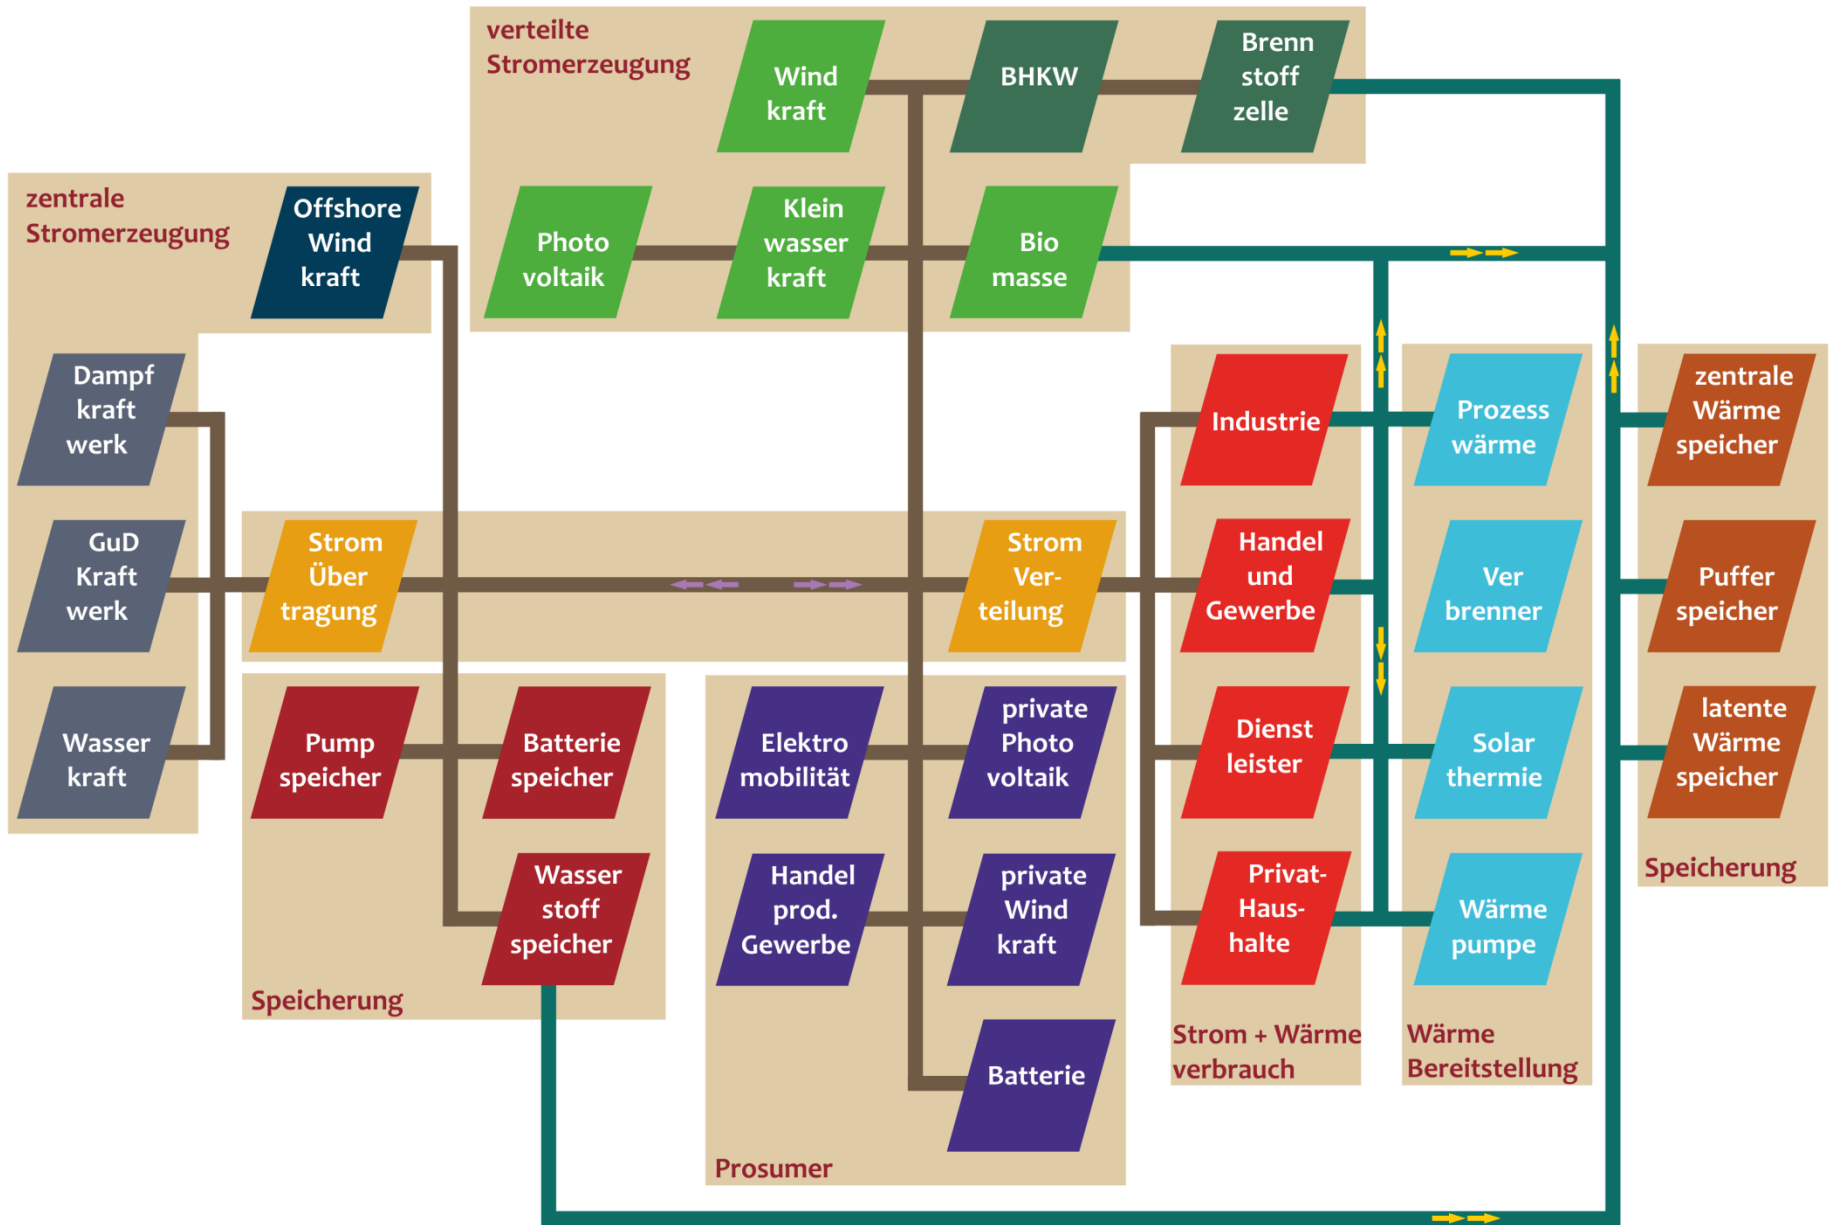 verteilte
Stromerzeugung
Wind
kraft
BHKW
Brenn
stoff
zelle
Photo
voltaik
Klein
wasser
kraft
Bio
masse
zentrale
Stromerzeugung
Offshore
Wind
kraft
Dampf
kraft
werk
GuD
Kraft
werk
Wasser
kraft
Strom
Über
tragung
Strom
Ver-
teilung
Pump
speicher
Batterie
speicher
Wasser
stoff
speicher
Speicherung
Elektro
mobilität
private
Photo
voltaik
Handel
prod.
Gewerbe
private
Wind
kraft
Batterie
Prosumer
Industrie
Handel
und
Gewerbe
Dienst
leister
Privat-
Haus-
halte
Strom + Wärme
verbrauch
Prozess
wärme
Ver
brenner
Solar
thermie
Wärme
pumpe
Wärme
Bereitstellung
zentrale
Wärme
speicher
Puffer
speicher
latente
Wärme
speicher
Speicherung